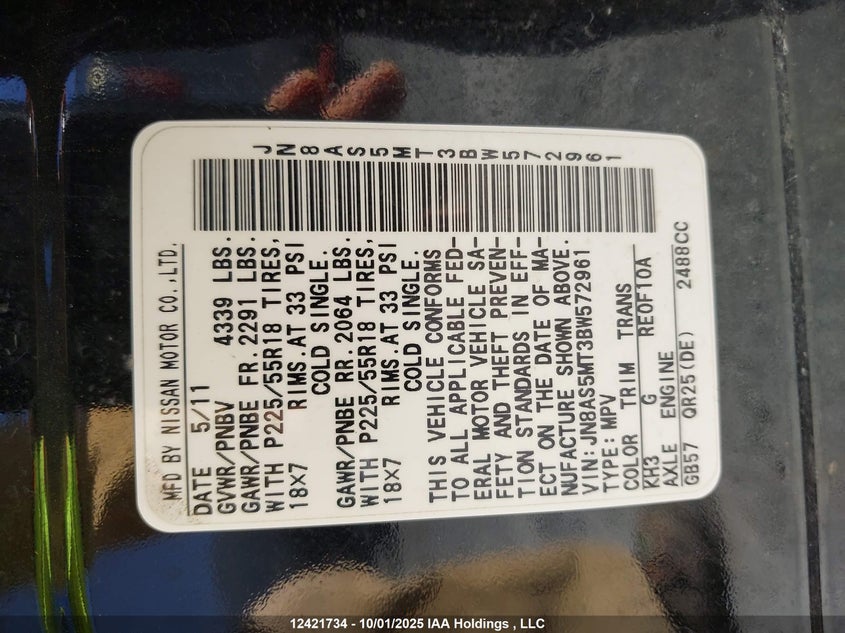 MFD BY NISSAN MOTOR CO.,LTD.
DATE 5/11
GVWR/PNBV 4339 LBS.
GAWR/PNBE FR.2291 LBS.
WITH P225/55R18 TIRES,
18×7 RIMS.AT 33 PSI
COLD SINGLE.
GAWR/PNBE RR.2064 LBS.
WITH P225/55R18 TIRES,
18×7 RIMS.AT 33 PSI
COLD SINGLE.
THIS VEHICLE CONFORMS
TO ALL APPLICABLE FED-
ERAL MOTOR VEHICLE SA-
FETY AND THEFT PREVEN-
TION STANDARDS IN EFF-
ECT ON THE DATE OF MA-
NUFACTURE SHOWN ABOVE.
VIN:JN8AS5MT3BW572961
TYPE:MPV
COLOR TRIM TRANS
KH3 G RE0F10A
AXLE ENGINE
GB57 QR25(DE) 2488CC
JN8AS5MT3BW572961
12421734 - 10/01/2025 IAA Holdings , LLC